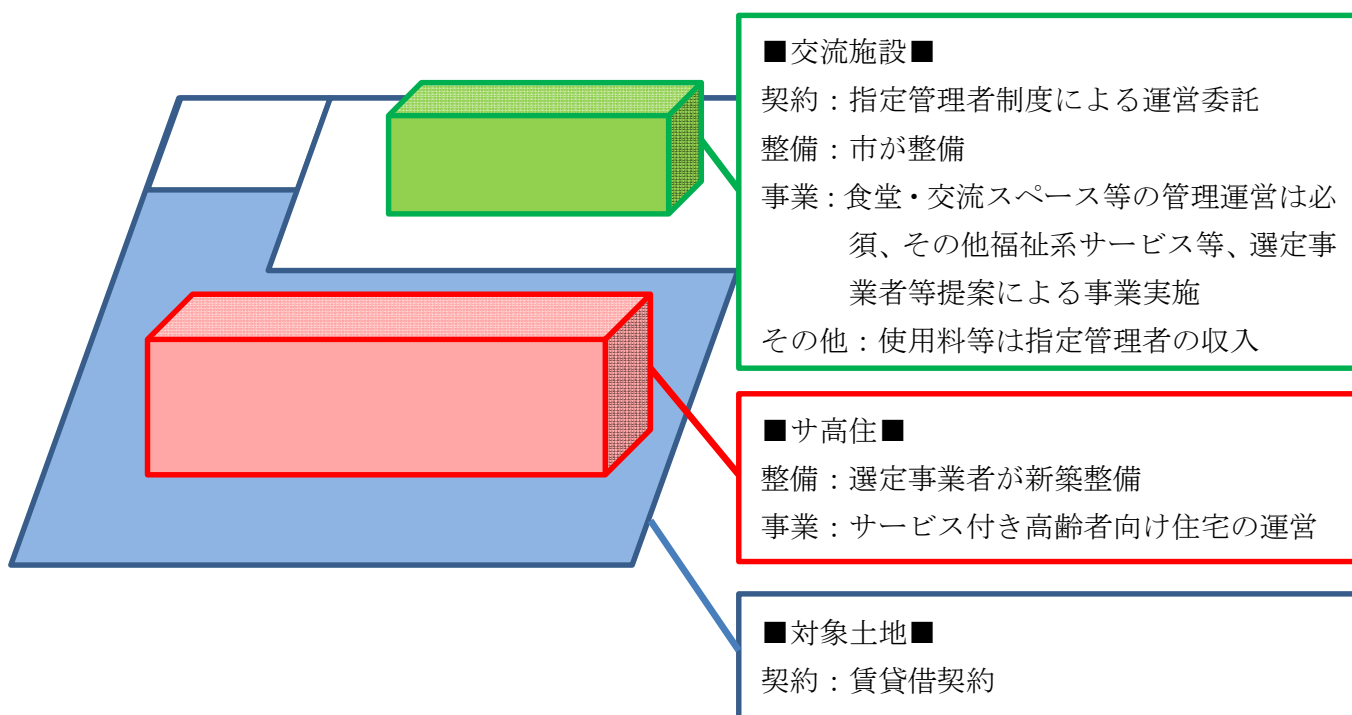 ■交流施設■
契約：指定管理者制度による運営委託
整備：市が整備
事業：食堂・交流スペース等の管理運営は必
須、その他福祉系サービス等、選定事
業者等提案による事業実施
その他：使用料等は指定管理者の収入
■サ高住■
整備：選定事業者が新築整備
事業：サービス付き高齢者向け住宅の運営
■対象土地■
契約：賃貸借契約